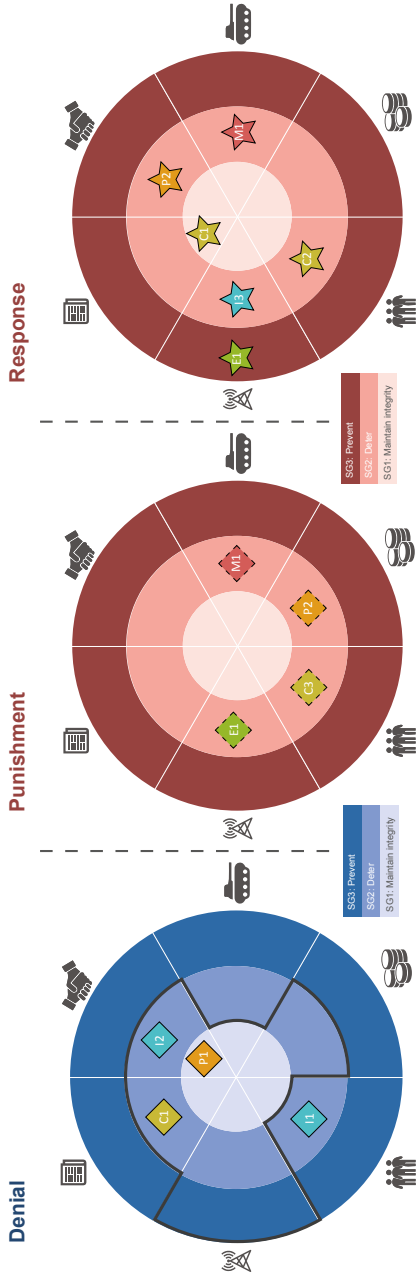 Denial
I2
C1
P1
I1
SG3: Prevent
SG2: Deter
SG1: Maintain integrity
Punishment
M1
E1
P2
C3
SG3: Prevent
SG2: Deter
SG1: Maintain integrity
Response
P2
M1
C1
I3
E1
C2